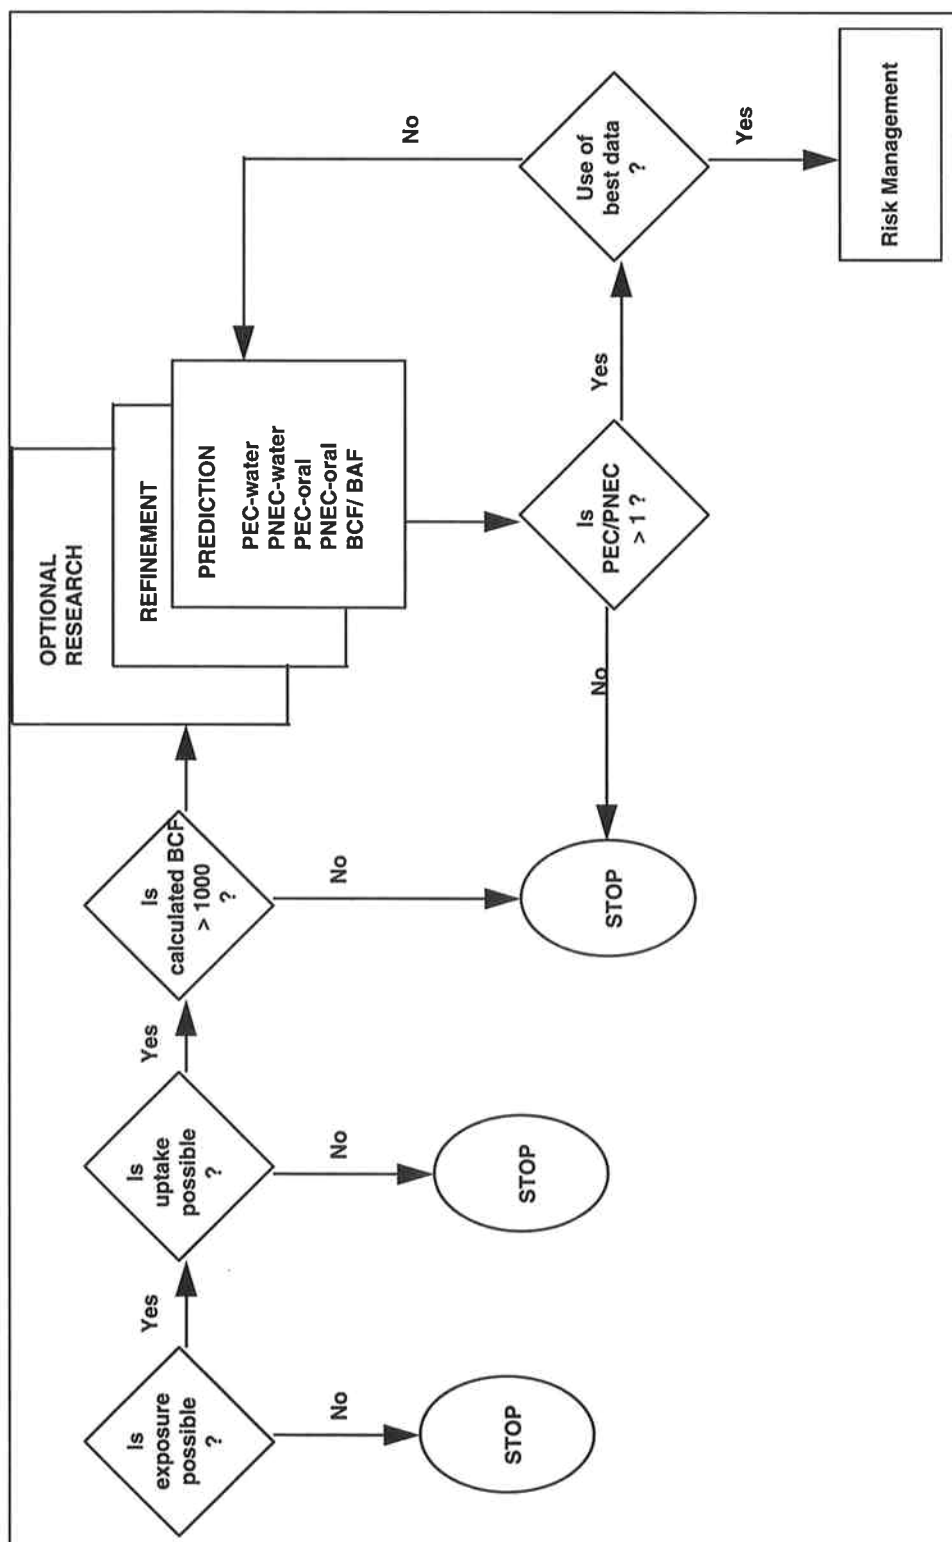 Is
exposure
possible
?
Yes
No
STOP
Is
uptake
possible
?
Yes
No
STOP
Is
calculated BCF
> 1000
?
No
STOP
OPTIONAL
RESEARCH
REFINEMENT
PREDICTION
PEC-water
PNEC-water
PEC-oral
PNEC-oral
BCF/ BAF
Is
PEC/PNEC
> 1 ?
No
Yes
Use of
best data
?
No
Yes
Risk Management